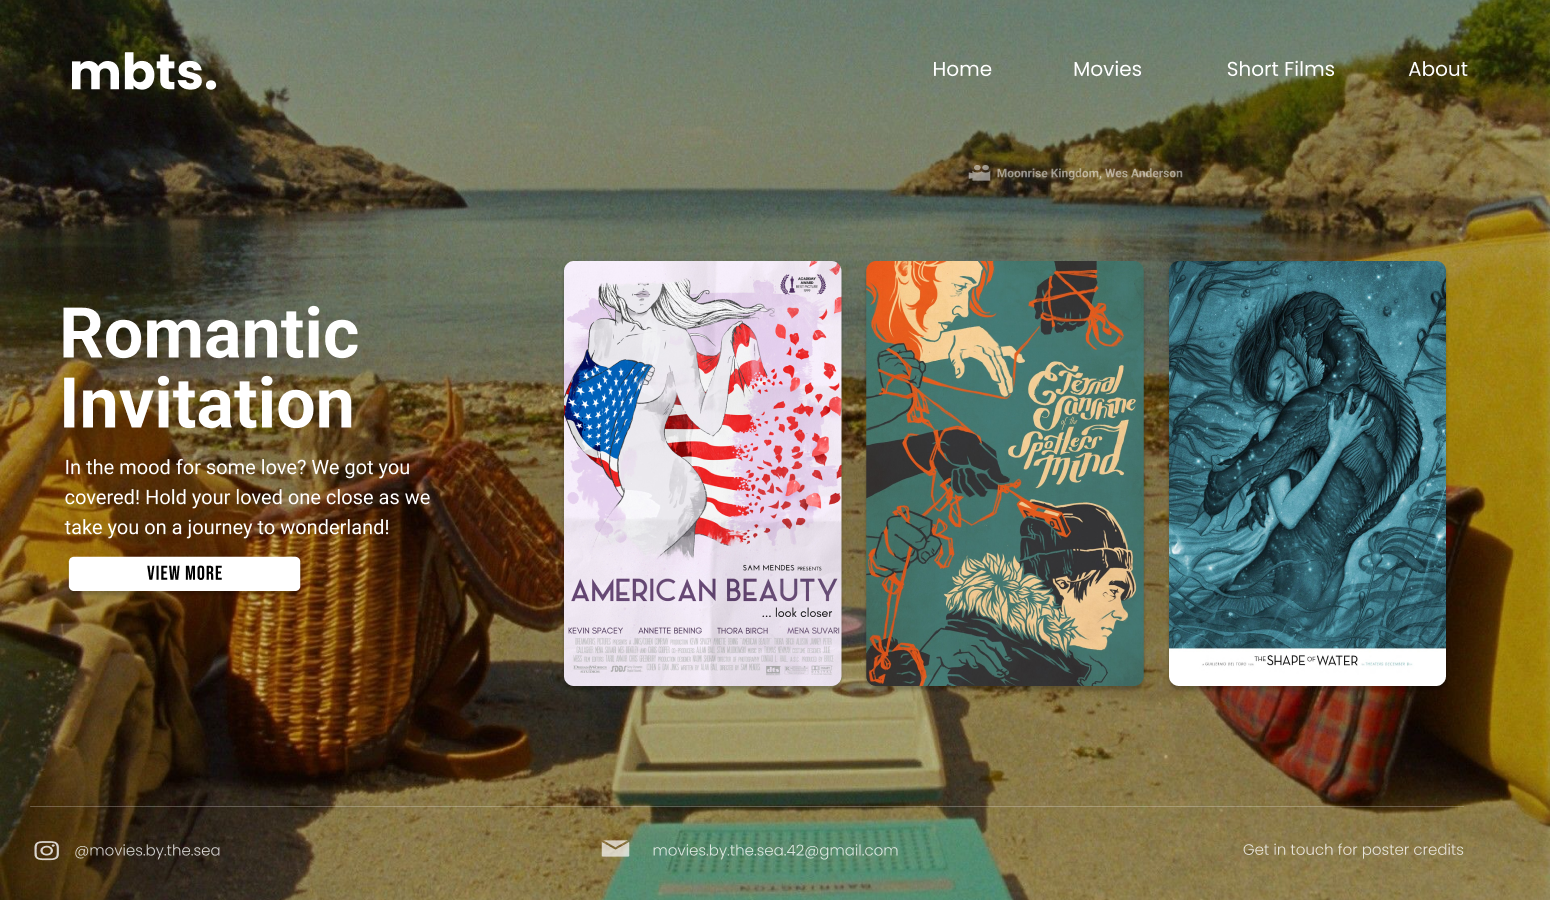 mbts.
Home Movies Short Films About
Moonrise Kingdom, Wes Anderson
Romantic
Invitation
In the mood for some love? We got you
covered! Hold your loved one close as we
take you on a journey to wonderland!
VIEW MORE
ACADEMY
AWARD
SAM MENDES PRESENTS
AMERICAN BEAUTY
... look closer
KEVIN SPACEY ANNETTE BENING THORA BIRCH MENA SUVARI
Eternal
Sunshine
of the
Spotless
Mind
THE SHAPE OF WATER
@movies.by.the.sea
movies.by.the.sea.42@gmail.com
Get in touch for poster credits